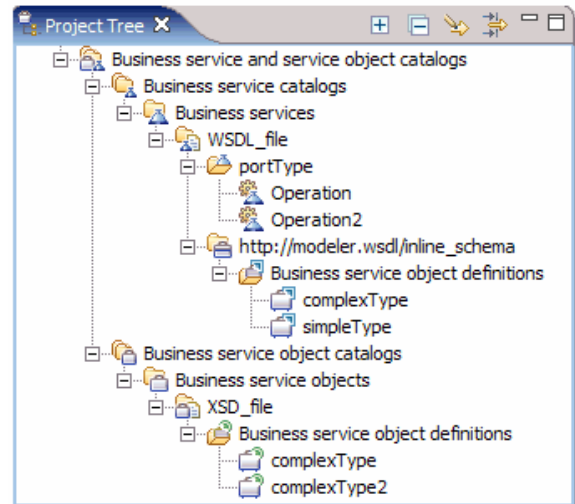 Project Tree
Business service and service object catalogs
Business service catalogs
Business services
WSDL_file
portType
Operation
Operation2
http://modeler.wsdl/inline_schema
Business service object definitions
complexType
simpleType
Business service object catalogs
Business service objects
XSD_file
Business service object definitions
complexType
complexType2